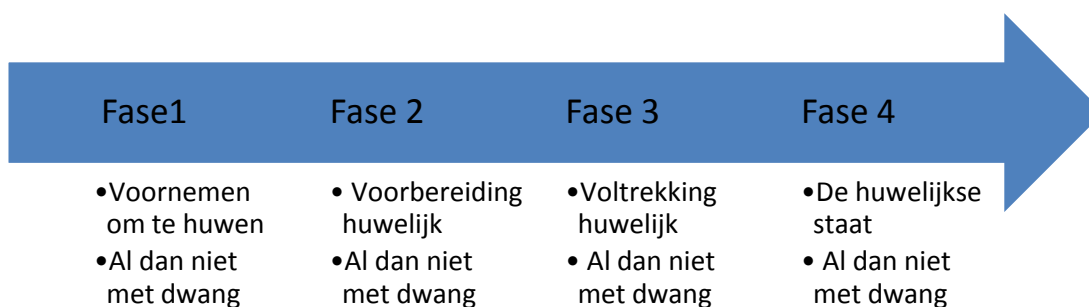 Fase1
Fase 2
Fase 3
Fase 4
•Voornemen
om te huwen
•Al dan niet
met dwang
• Voorbereiding
huwelijk
•Al dan niet
met dwang
•Voltrekking
huwelijk
• Al dan niet
met dwang
•De huwelijkse
staat
• Al dan niet
met dwang